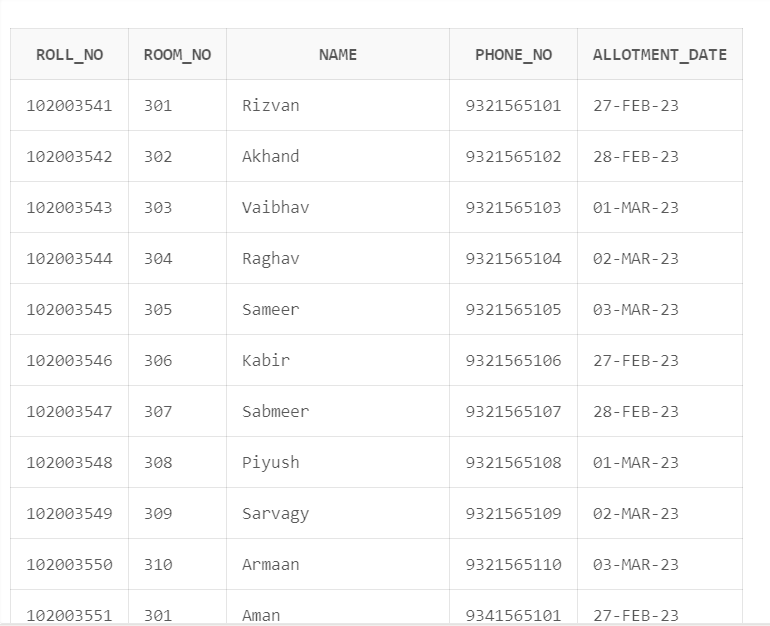 ROLL_NO ROOM_NO NAME PHONE_NO ALLOTMENT_DATE
102003541 301 Rizvan 9321565101 27-FEB-23
102003542 302 Akhand 9321565102 28-FEB-23
102003543 303 Vaibhav 9321565103 01-MAR-23
102003544 304 Raghav 9321565104 02-MAR-23
102003545 305 Sameer 9321565105 03-MAR-23
102003546 306 Kabir 9321565106 27-FEB-23
102003547 307 Sabmeer 9321565107 28-FEB-23
102003548 308 Piyush 9321565108 01-MAR-23
102003549 309 Sarvagy 9321565109 02-MAR-23
102003550 310 Armaan 9321565110 03-MAR-23
102003551 301 Aman 9341565101 27-FEB-23